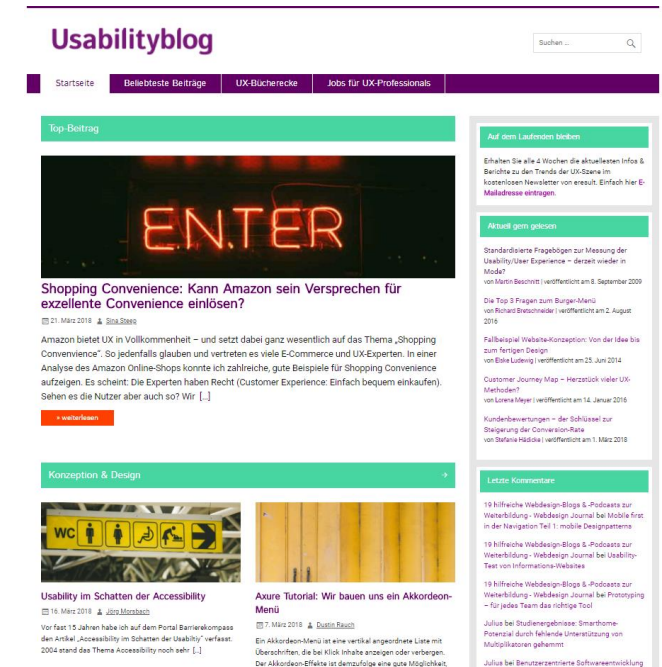 Usabilityblog
Suchen ...
Startseite
Beliebteste Beiträge
UX-Bücherecke
Jobs für UX-Professionals
Top-Beitrag
ENTER
Shopping Convenience: Kann Amazon sein Versprechen für
exzellente Convenience einlösen?
21. März 2018 Sina Steep
Amazon bietet UX in Vollkommenheit – und setzt dabei ganz wesentlich auf das Thema „Shopping
Convenvience“. So jedenfalls glauben und vertreten es viele E-Commerce und UX-Experten. In einer
Analyse des Amazon Online-Shops konnte ich zahlreiche, gute Beispiele für Shopping Convenience
aufzeigen. Es scheint: Die Experten haben Recht (Customer Experience: Einfach bequem einkaufen).
Sehen es die Nutzer aber auch so? Wir [...]
» weiterlesen
Konzeption & Design
WC
Usability im Schatten der Accessibility
16. März 2018 Jörg Morsbach
Vor fast 15 Jahren habe ich auf dem Portal Barrierekompass
den Artikel „Accessibility im Schatten der Usabiltiy“ verfasst.
2004 stand das Thema Accessibility noch sehr [...]
Axure Tutorial: Wir bauen uns ein Akkordeon-
Menü
7. März 2018 Dustin Rauch
Ein Akkordeon-Menü ist eine vertikal angeordnete Liste mit
Überschriften, die bei Klick Inhalte anzeigen oder verbergen.
Der Akkordeon-Effekte ist demzufolge eine gute Möglichkeit,
Auf dem Laufenden bleiben
Erhalten Sie alle 4 Wochen die aktuellesten Infos &
Berichte zu den Trends der UX-Szene im
kostenlosen Newsletter von eresult. Einfach hier E-
Mailadresse eintragen.
Aktuell gern gelesen
Standardisierte Fragebögen zur Messung der
Usability/User Experience – derzeit wieder in
Mode?
von Martin Beschnitt | veröffentlicht am 8. September 2009
Die Top 3 Fragen zum Burger-Menü
von Richard Bretschneider | veröffentlicht am 2. August
2016
Fallbeispiel Website-Konzeption: Von der Idee bis
zum fertigen Design
von Elske Ludewig | veröffentlicht am 25. Juni 2014
Customer Journey Map – Herzstück vieler UX-
Methoden?
von Lorena Meyer | veröffentlicht am 14. Januar 2016
Kundenbewertungen – der Schlüssel zur
Steigerung der Conversion-Rate
von Stefanie Hädicke | veröffentlicht am 1. März 2018
Letzte Kommentare
19 hilfreiche Webdesign-Blogs & -Podcasts zur
Weiterbildung - Webdesign Journal bei Mobile first
in der Navigation Teil 1: mobile Designpatterns
19 hilfreiche Webdesign-Blogs & -Podcasts zur
Weiterbildung - Webdesign Journal bei Usability-
Test von Informations-Websites
19 hilfreiche Webdesign-Blogs & -Podcasts zur
Weiterbildung - Webdesign Journal bei Prototyping
– für jedes Team das richtige Tool
Julius bei Studienergebnisse: Smarthome-
Potenzial durch fehlende Unterstützung von
Multiplikatoren gehemmt
Julius bei Benutzerzentrierte Softwareentwicklung